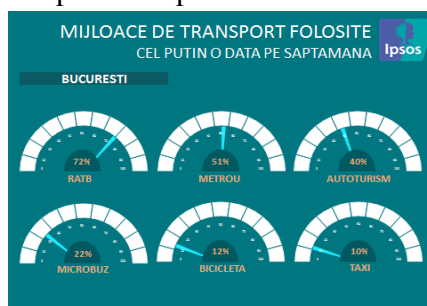 MIJLOACE DE TRANSPORT FOLOSITE
CEL PUTIN O DATA PE SAPTAMANA
Ipsos
BUCURESTI
72% 51% 40%
RATB METROU AUTOTURISM
22% 12% 10%
MICROBUZ BICICLETA TAXI